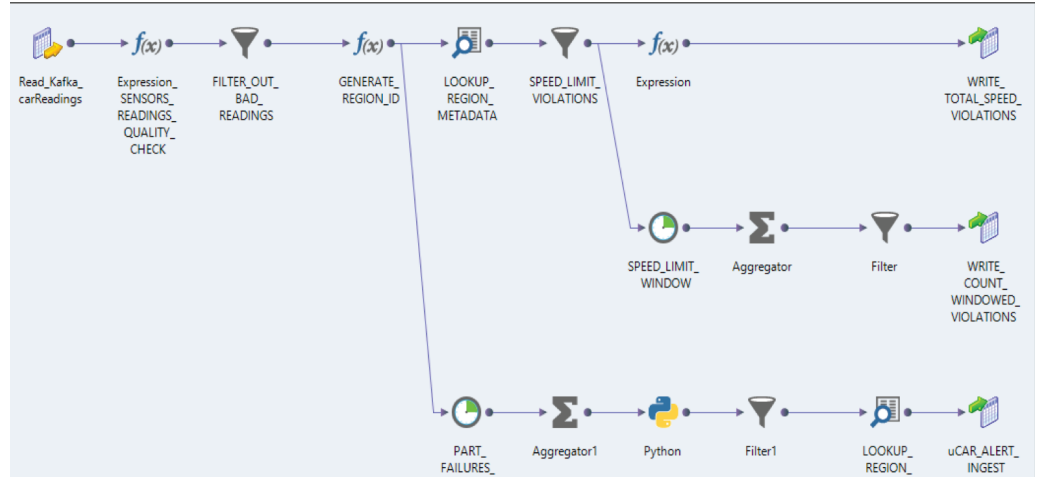 f(x)
f(x)
f(x)
Read_Kafka_
carReadings
Expression_
SENSORS_
READINGS_
QUALITY_
CHECK
FILTER_OUT_
BAD_
READINGS
GENERATE_
REGION_ID
LOOKUP_
REGION_
METADATA
SPEED_LIMIT_
VIOLATIONS
Expression
WRITE_
TOTAL_SPEED_
VIOLATIONS
Σ
SPEED_LIMIT_
WINDOW
Aggregator
Filter
WRITE_
COUNT_
WINDOWED_
VIOLATIONS
Σ
PART_
FAILURES_
Aggregator1
Python
Filter1
LOOKUP_
REGION_
uCAR_ALERT_
INGEST